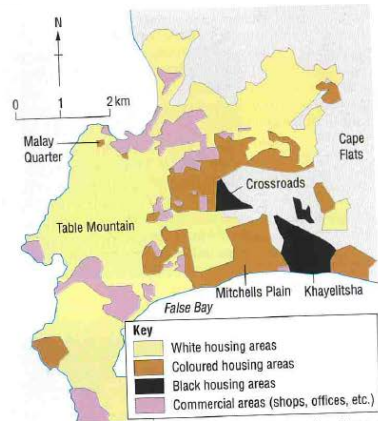 N
0 1 2 km
Malay
Quarter
Cape
Flats
Crossroads
Table Mountain
Mitchells Plain
Khayelitsha
False Bay
Key
White housing areas
Coloured housing areas
Black housing areas
Commercial areas (shops, offices, etc.)